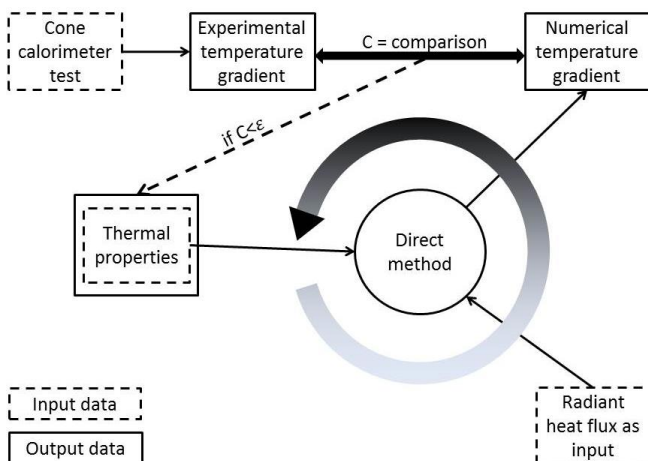 Cone
calorimeter
test
Experimental
temperature
gradient
C = comparison
Numerical
temperature
gradient
if C<ε
Thermal
properties
Direct
method
Input data
Output data
Radiant
heat flux as
input